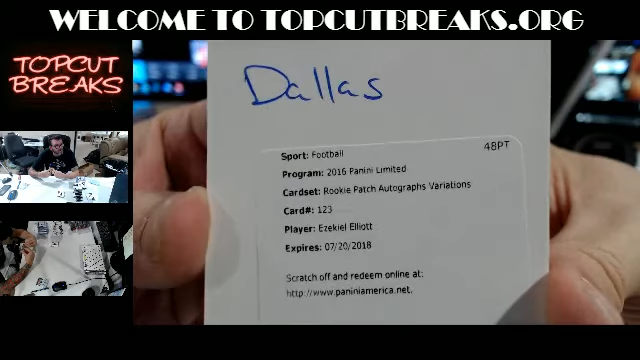 WELCOME TO TOPCUTBREAKS.ORG
TOPCUT
BREAKS
Dallas
48PT
Sport: Football
Program: 2016 Panini Limited
Cardset: Rookie Patch Autographs Variations
Card#: 123
Player: Ezekiel Elliott
Expires: 07/20/2018
Scratch off and redeem online at:
http://www.paniniamerica.net.